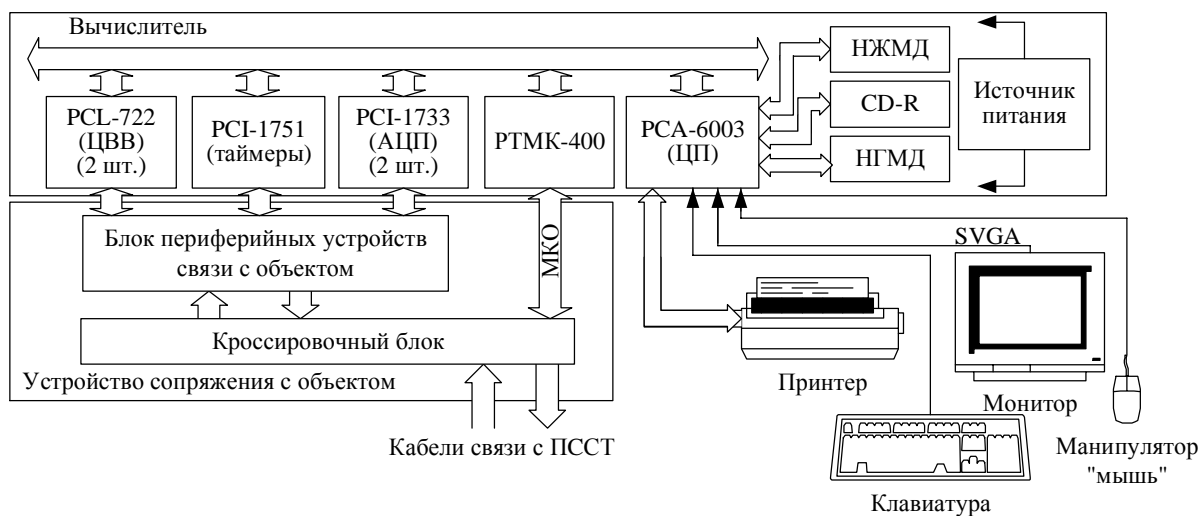 Вычислитель
PCL-722
(ЦВВ)
(2 шт.)
PCI-1751
(таймеры)
PCI-1733
(АЦП)
(2 шт.)
РТМК-400
PCA-6003
(ЦП)
НЖМД
CD-R
НГМД
Источник
питания
Блок периферийных устройств
связи с объектом
МКО
Кроссировочный блок
Устройство сопряжения с объектом
Кабели связи с ПССТ
SVGA
Принтер
Монитор
Клавиатура
Манипулятор
"мышь"